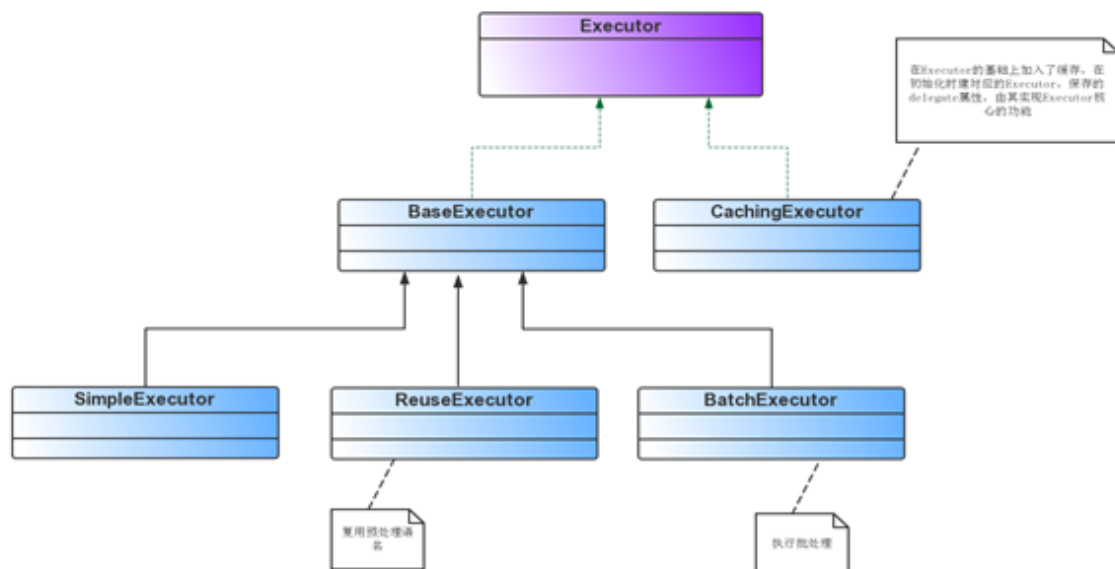 Executor
在Executor的基础上加入了缓存，在
初始化时建对应的Executor，保存的
delegate属性，由其实现Executor核
心的功能
BaseExecutor
CachingExecutor
SimpleExecutor
ReuseExecutor
BatchExecutor
复用预处理语
名
执行批处理